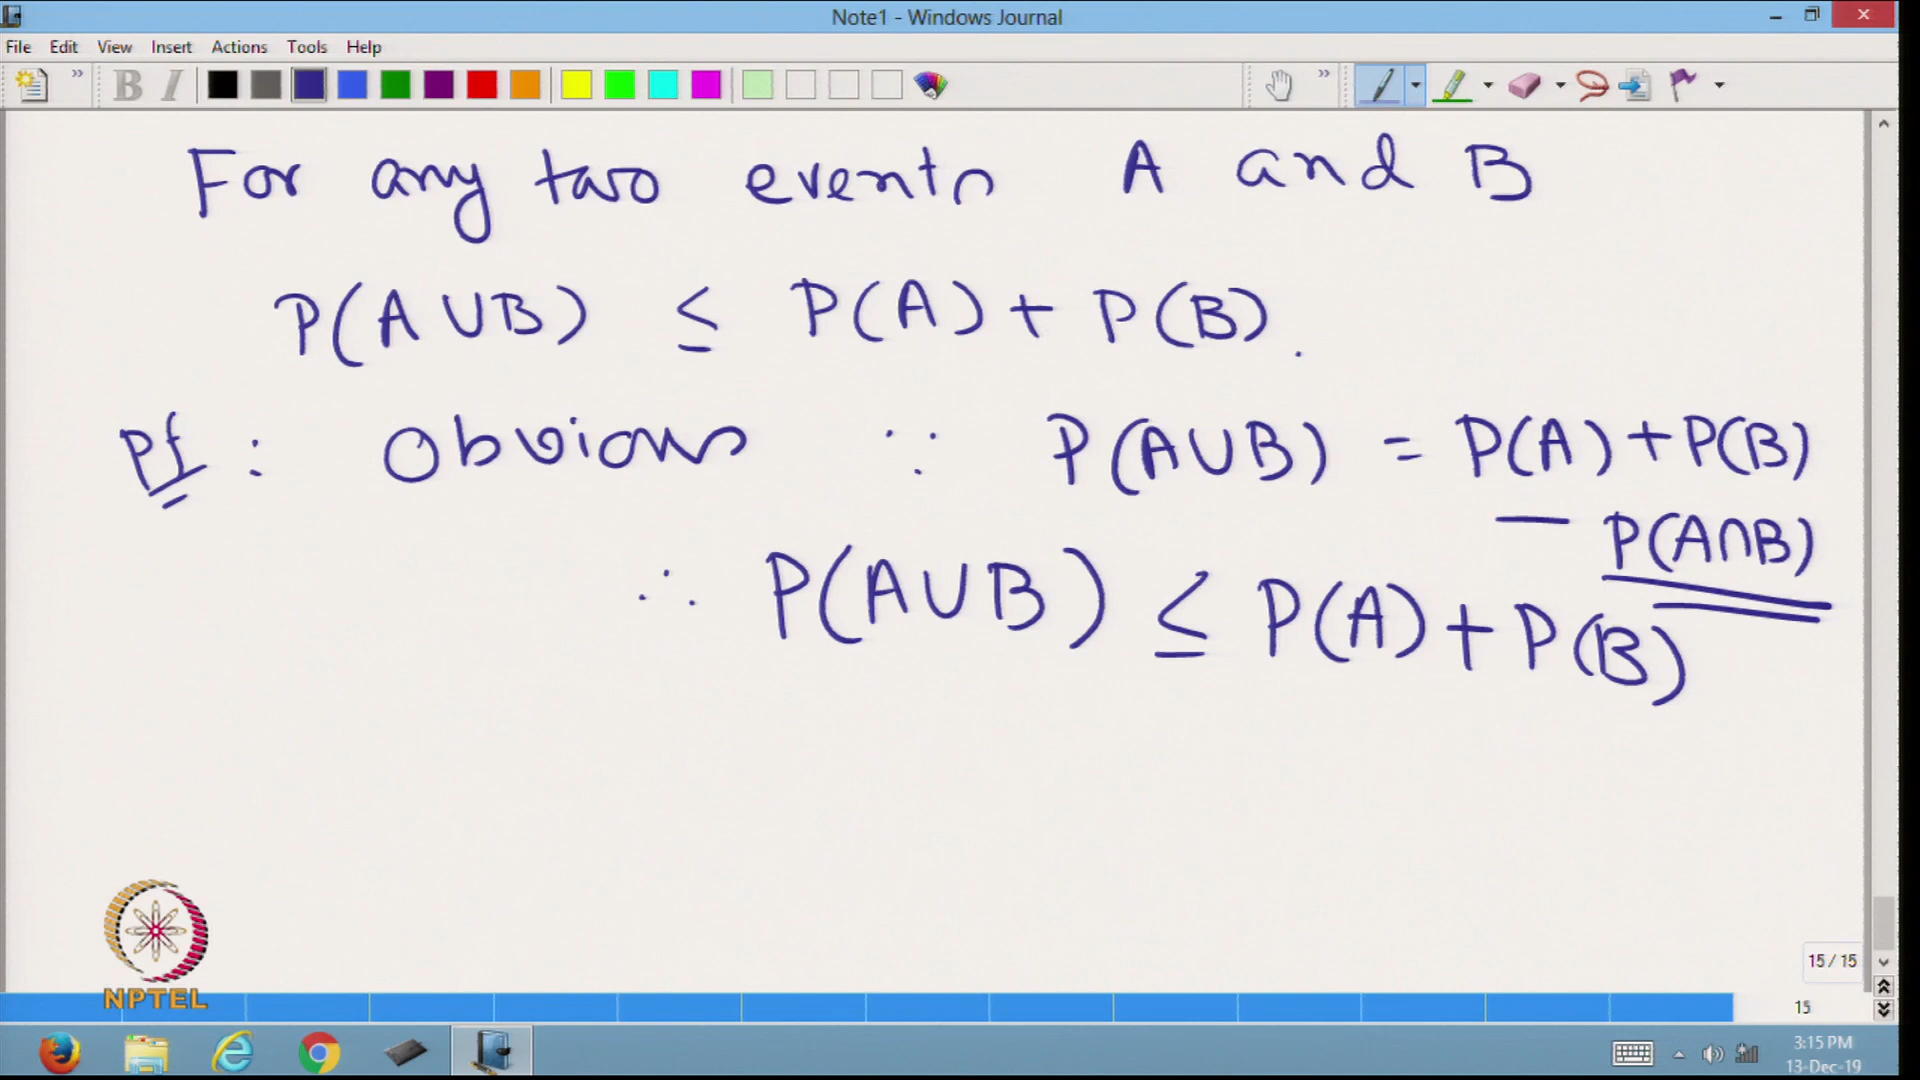 Note1 - Windows Journal
File Edit View Insert Actions Tools Help
B I
For any two events A and B
P(A∪B) ≤ P(A)+P(B).
Pf : Obvious ∵ P(A∪B) = P(A)+P(B)
— P(A∩B)
∴ P(A∪B) ≤ P(A)+P(B)
15 / 15
NPTEL
15
3:15 PM
13-Dec-19